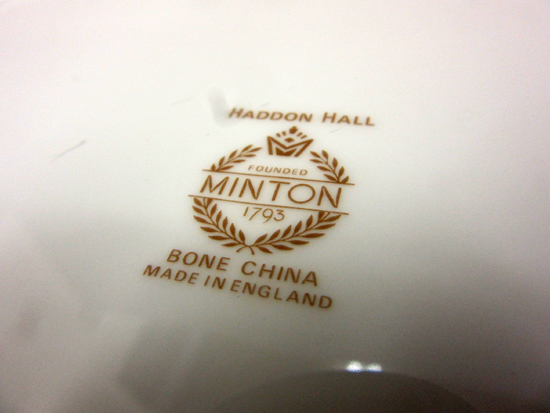 HADDON HALL
FOUNDED
MINTON
1793
BONE CHINA
MADE IN ENGLAND